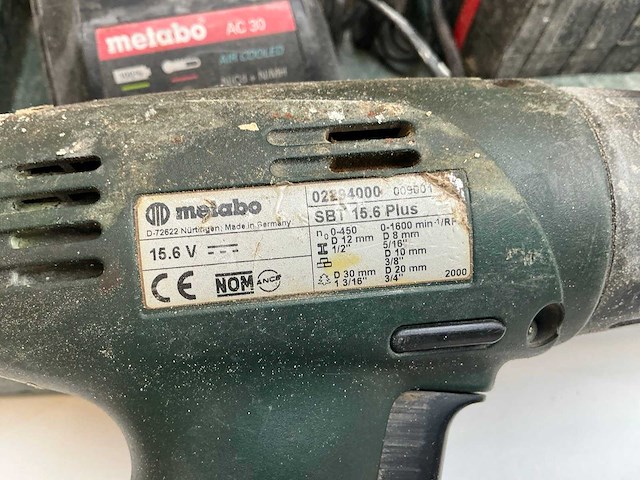 metabo AC 30
AIR COOLED
100%
NiCd + NiMH
metabo
D-72622 Nürtingen, Made in Germany
15.6 V
CE NOM ANCE
02294000
SBT 15.6 Plus
n0 0-450 0-1600 min-1/RPM
D 12 mm D 8 mm
1/2" 5/16"
D 10 mm
3/8"
D 30 mm D 20 mm
1 3/16" 3/4"
2000